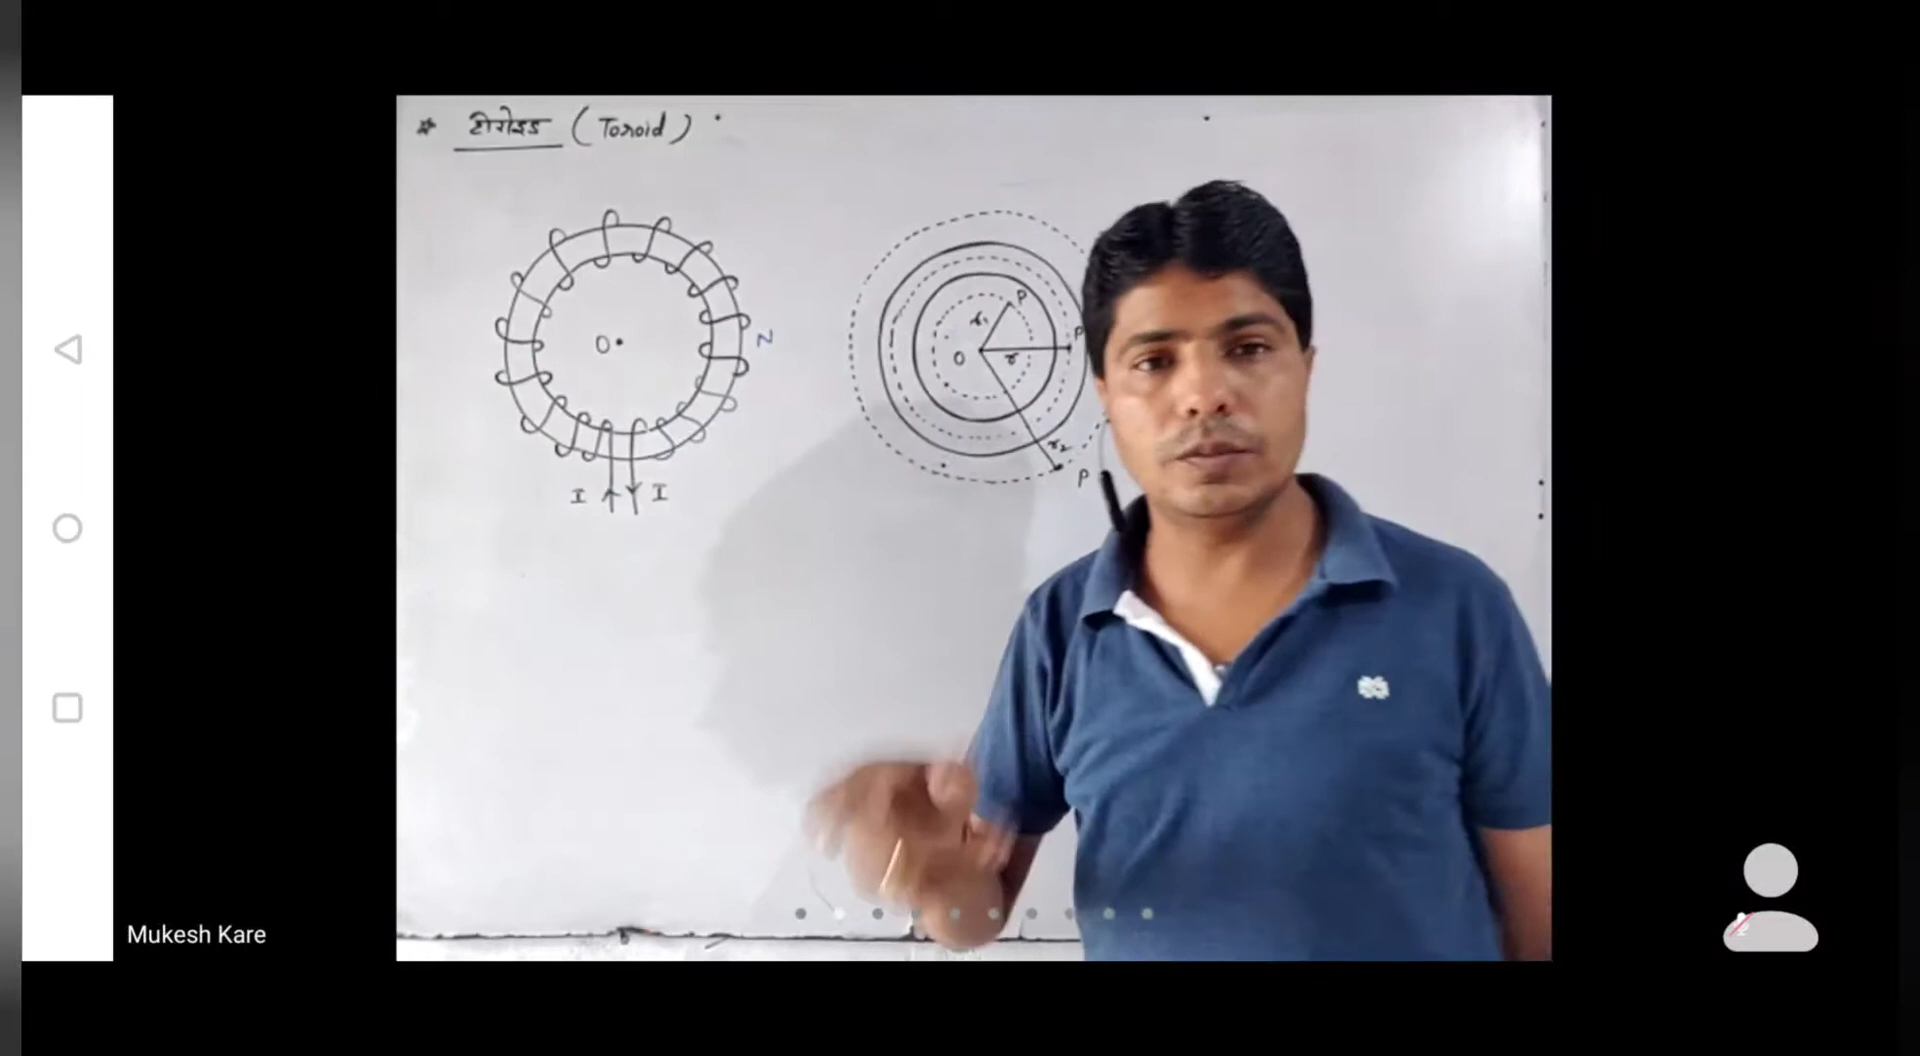 * टोरोइड (Toroid)
O
N
I I
P
r₁
P
O r
r₂
P
Mukesh Kare